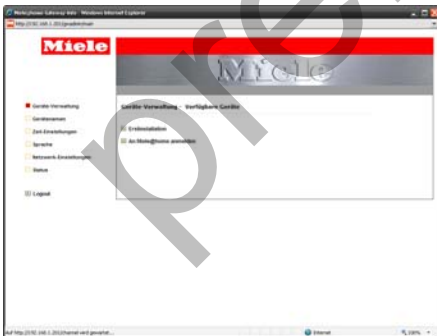 Miele@home Gateway Web - Windows Internet Explorer
Miele
Miele
Geräte-Verwaltung
Gerätenamen
Zeit-Einstellungen
Sprache
Netzwerk-Einstellungen
Status
Logout
Geräte-Verwaltung - Verfügbare Geräte
Erstinstallation
An Miele@home anmelden
Internet
100%